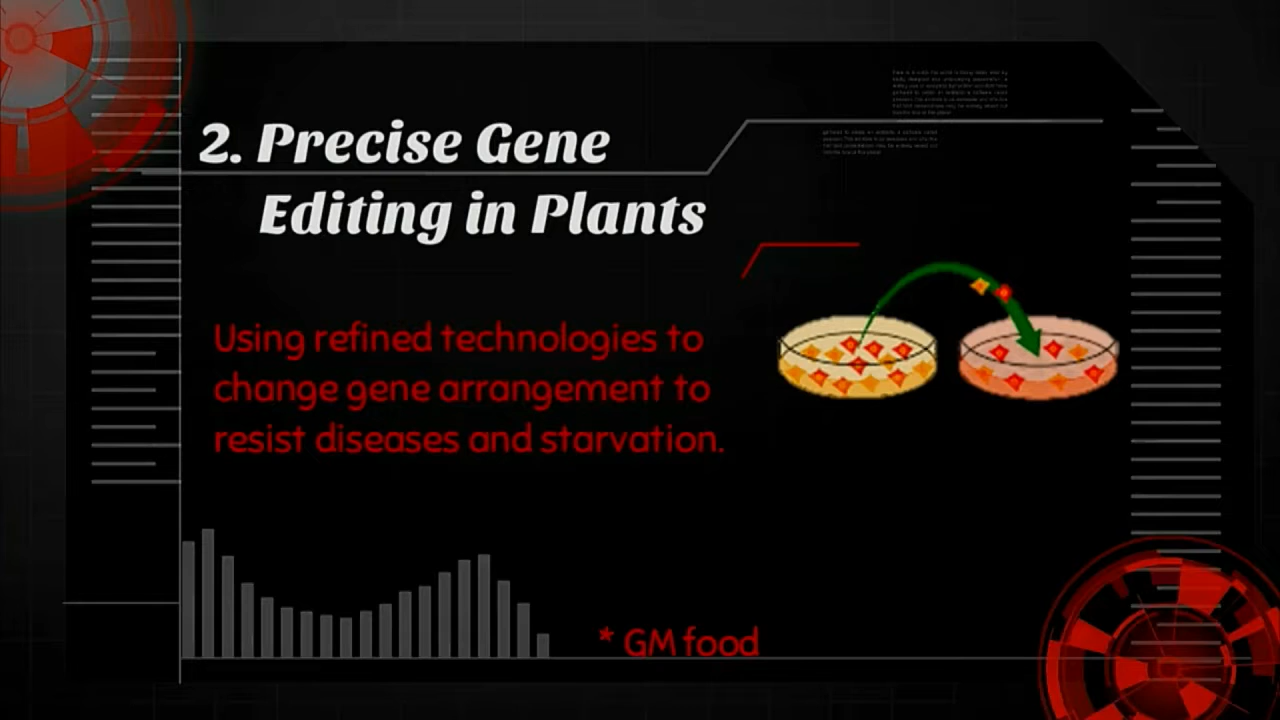 2. Precise Gene
Editing in Plants
Using refined technologies to
change gene arrangement to
resist diseases and starvation.
* GM food